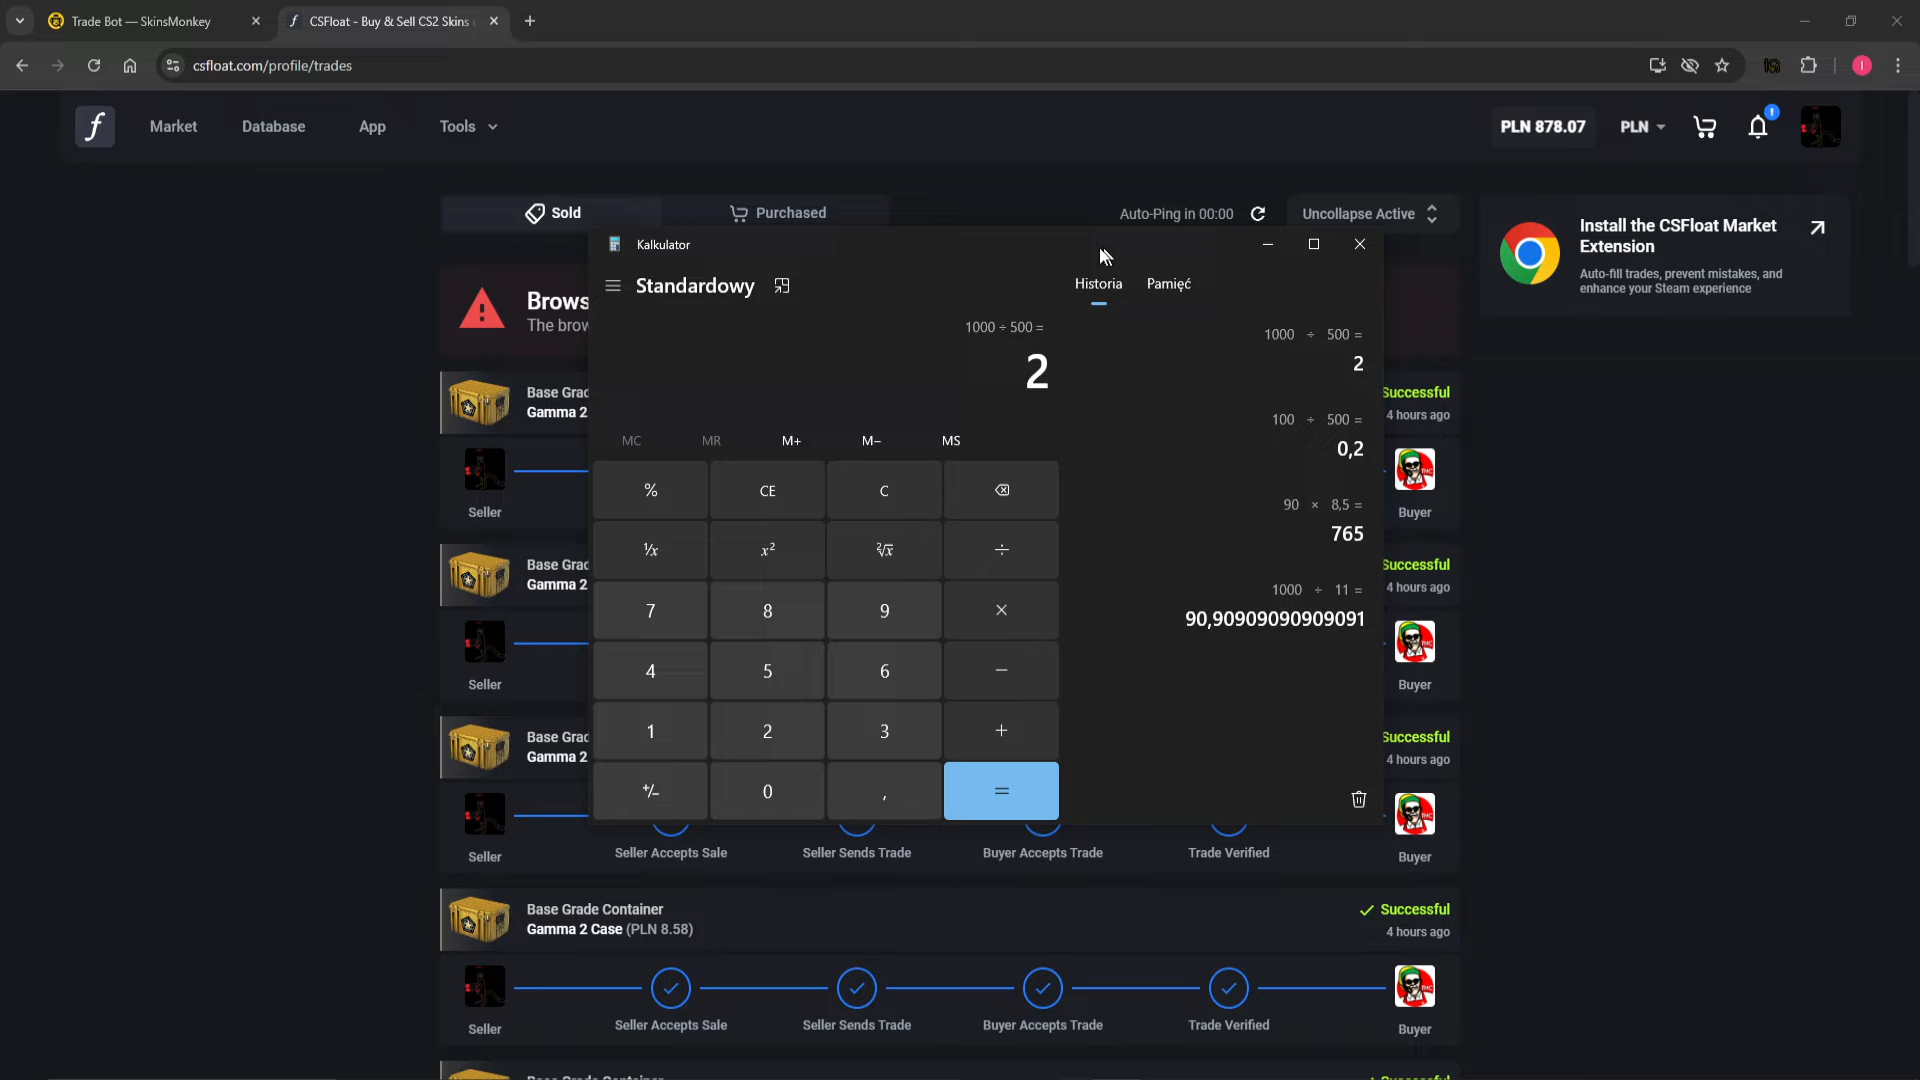 Trade Bot — SkinsMonkey
CSFloat - Buy & Sell CS2 Skins
csfloat.com/profile/trades
Market
Database
App
Tools
PLN 878.07
PLN
Sold
Purchased
Auto-Ping in 00:00
Uncollapse Active
Install the CSFloat Market
Extension
Auto-fill trades, prevent mistakes, and
enhance your Steam experience
Brows
The brow
Kalkulator
Standardowy
Historia
Pamięć
1000 ÷ 500 =
2
MC
MR
M+
M−
MS
%
CE
C
⌫
¹/x
x²
²√x
÷
7
8
9
×
4
5
6
−
1
2
3
+
+/−
0
,
=
1000 ÷ 500 =
2
100 ÷ 500 =
0,2
90 × 8,5 =
765
1000 ÷ 11 =
90,90909090909091
Base Grad
Gamma 2
Successful
4 hours ago
Seller
Buyer
Base Grad
Gamma 2
Successful
4 hours ago
Seller
Buyer
Base Grad
Gamma 2
Successful
4 hours ago
Seller
Seller Accepts Sale
Seller Sends Trade
Buyer Accepts Trade
Trade Verified
Buyer
Base Grade Container
Gamma 2 Case (PLN 8.58)
Successful
4 hours ago
Seller
Seller Accepts Sale
Seller Sends Trade
Buyer Accepts Trade
Trade Verified
Buyer